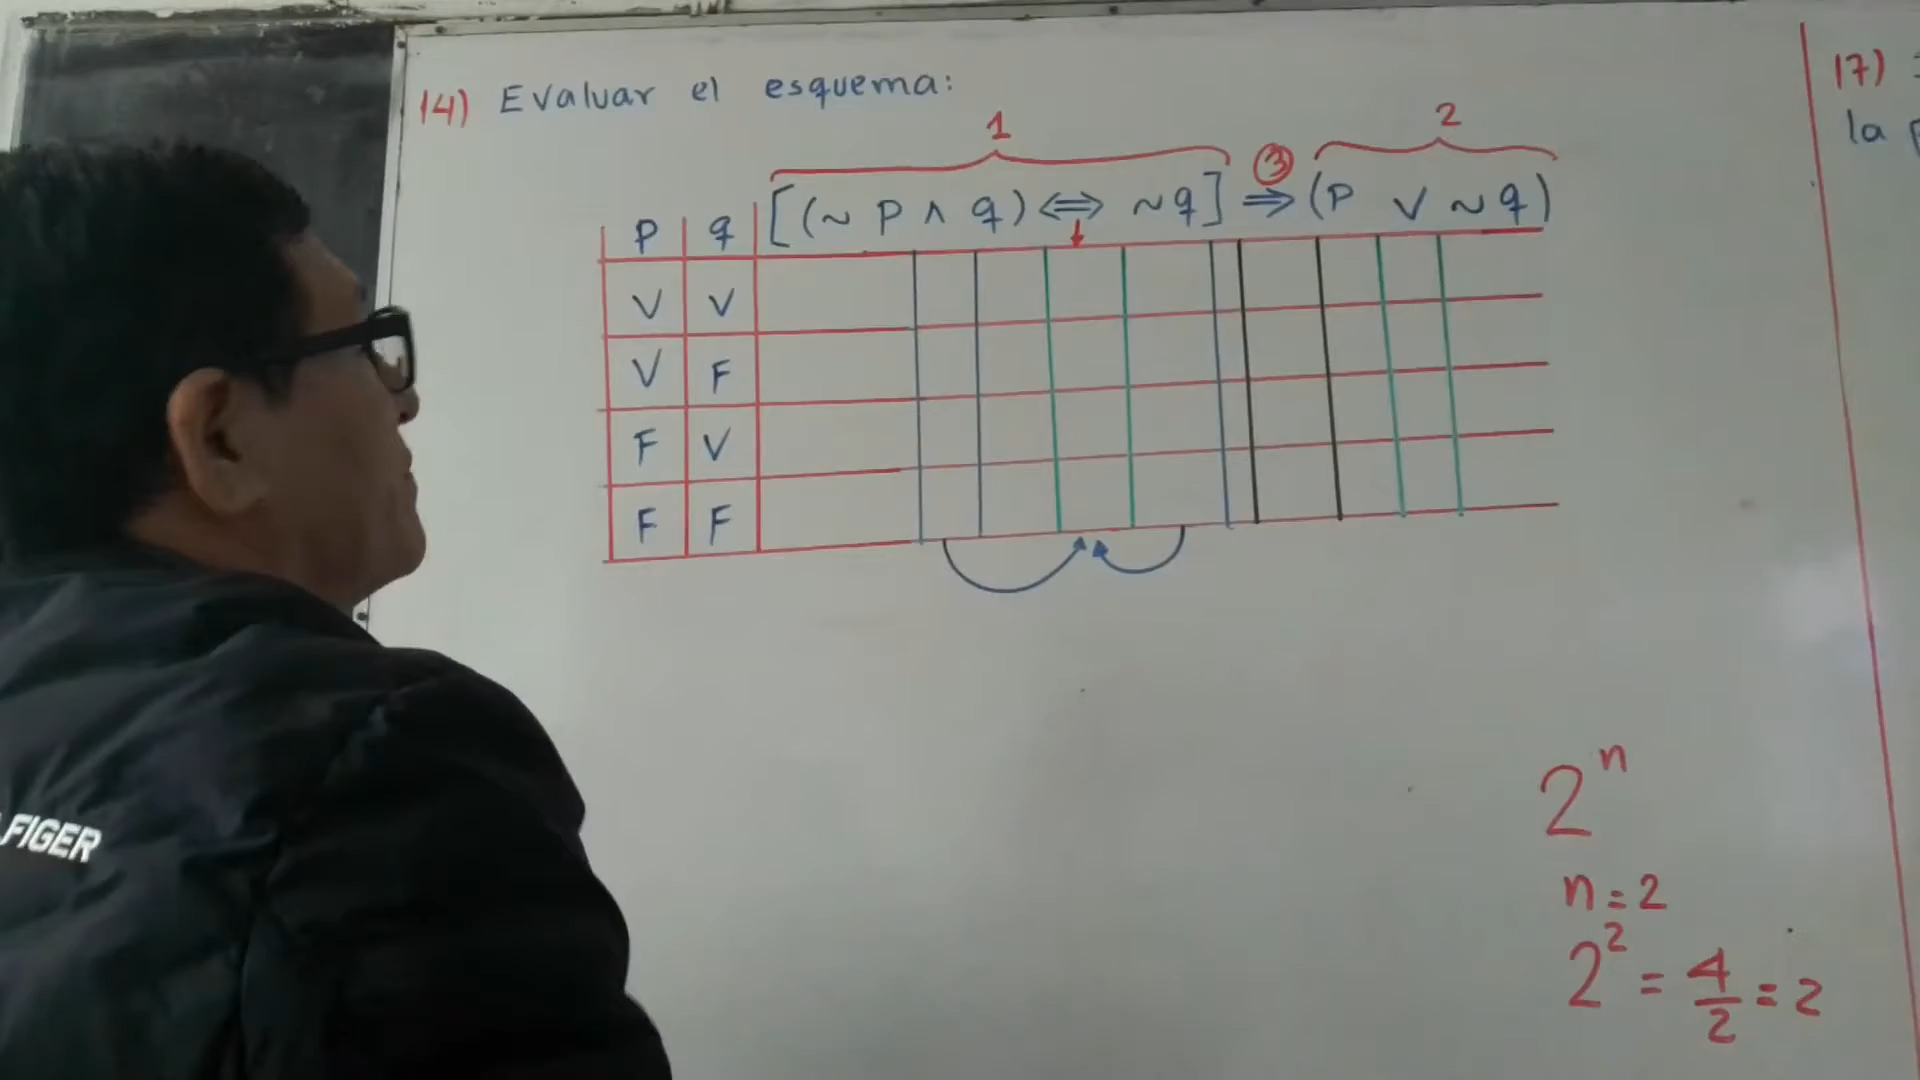 14) Evaluar el esquema:
1
2
③
p q [(~ p ∧ q) ⇔ ~q] ⇒ (p ∨ ~q)
V V
V F
F V
F F
2ⁿ
n = 2
2² = 4/2 = 2
17)
la
FIGER